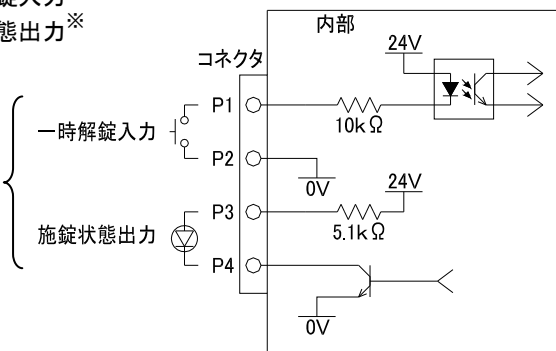 錠入力
態出力※
内部
コネクタ
24V
P1
10kΩ
一時解錠入力
P2
0V
24V
P3
5.1kΩ
施錠状態出力
P4
0V